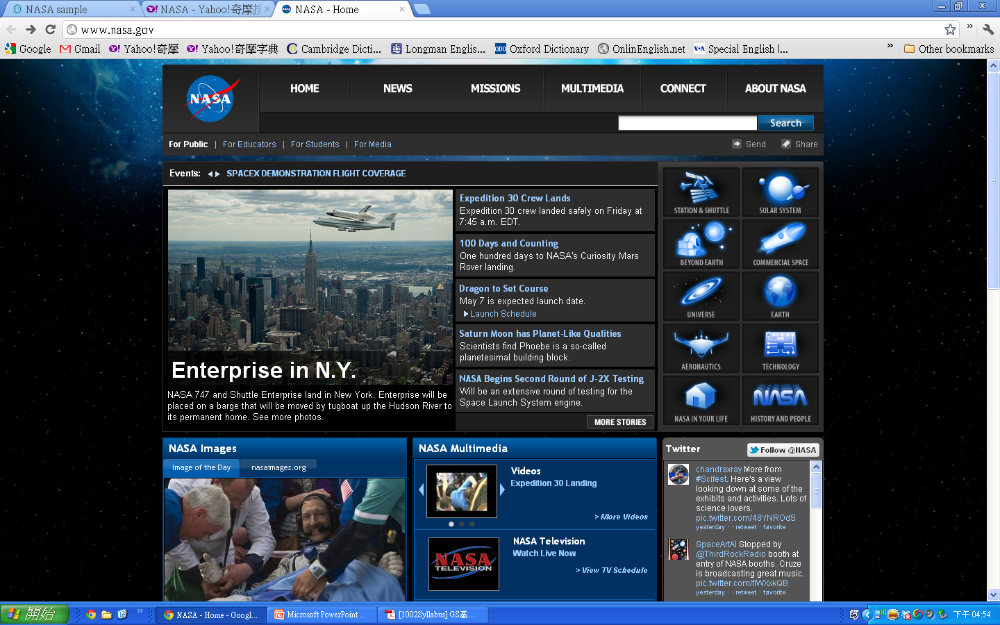 NASA sample
NASA - Yahoo!奇摩搜
NASA - Home
www.nasa.gov
Google
Gmail
Yahoo!奇摩
Yahoo!奇摩字典
Cambridge Dicti...
Longman Englis...
Oxford Dictionary
OnlinEnglish.net
Special English |...
Other bookmarks
NASA
HOME
NEWS
MISSIONS
MULTIMEDIA
CONNECT
ABOUT NASA
Search
For Public | For Educators | For Students | For Media
Send
Share
Events: SPACEX DEMONSTRATION FLIGHT COVERAGE
Enterprise in N.Y.
NASA 747 and Shuttle Enterprise land in New York. Enterprise will be
placed on a barge that will be moved by tugboat up the Hudson River to
its permanent home. See more photos.
Expedition 30 Crew Lands
Expedition 30 crew landed safely on Friday at
7:45 a.m. EDT.
100 Days and Counting
One hundred days to NASA's Curiosity Mars
Rover landing.
Dragon to Set Course
May 7 is expected launch date.
Launch Schedule
Saturn Moon has Planet-Like Qualities
Scientists find Phoebe is a so-called
planetesimal building block.
NASA Begins Second Round of J-2X Testing
Will be an extensive round of testing for the
Space Launch System engine.
MORE STORIES
STATION & SHUTTLE
SOLAR SYSTEM
BEYOND EARTH
COMMERCIAL SPACE
UNIVERSE
EARTH
AERONAUTICS
TECHNOLOGY
NASA IN YOUR LIFE
NASA
HISTORY AND PEOPLE
NASA Images
Image of the Day
nasaimages.org
NASA Multimedia
Videos
Expedition 30 Landing
> More Videos
NASA
TELEVISION
NASA Television
Watch Live Now
> View TV Schedule
Twitter
Follow @NASA
chandraxray More from
#Scifest. Here's a view
looking down at some of the
exhibits and activities. Lots of
science lovers.
pic.twitter.com/48YNROdS
yesterday · · retweet · favorite
SpaceArtAl Stopped by
@ThirdRockRadio booth at
entry of NASA booths. Cruze
is broadcasting great music.
pic.twitter.com/flWXxkQB
yesterday · · retweet · favorite
開始
NASA - Home - Googl...
Microsoft PowerPoint ...
[1002Syllabus] GS基...
下午 04:54